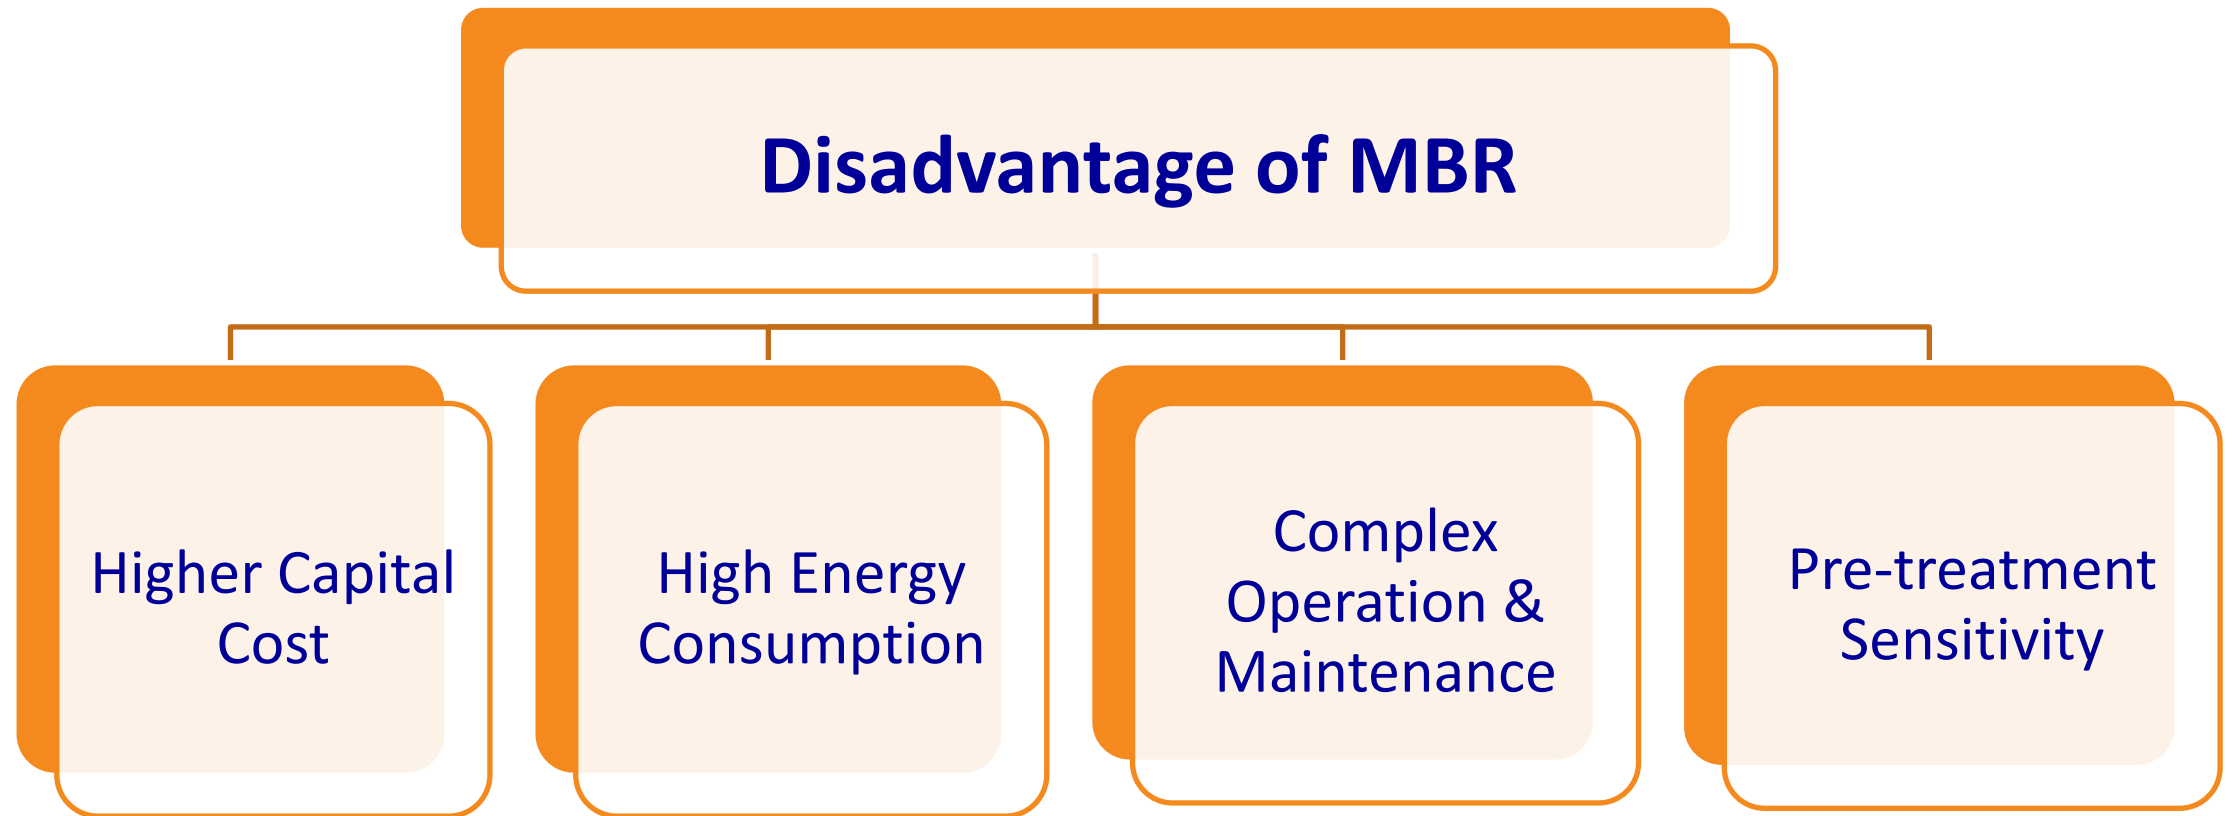 Disadvantage of MBR
Higher Capital
Cost
High Energy
Consumption
Complex
Operation &
Maintenance
Pre-treatment
Sensitivity